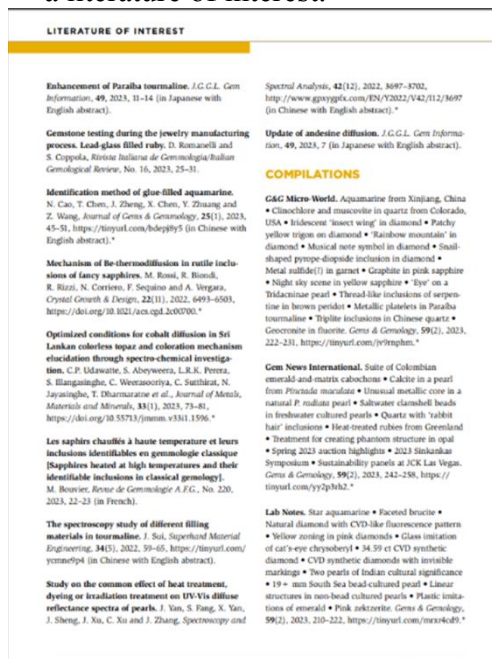 a literature of interest.
LITERATURE OF INTEREST
Enhancement of Paraíba tourmaline. J.G.G.L. Gem
Information, 49, 2023, 11–14 (in Japanese with
English abstract).
Gemstone testing during the jewelry manufacturing
process. Lead-glass filled ruby. D. Romanelli and
S. Coppola, Rivista Italiana de Gemmologia/Italian
Gemological Review, No. 16, 2023, 25–31.
Identification method of glue-filled aquamarine.
N. Cao, T. Chen, J. Zheng, X. Chen, Y. Zhuang and
Z. Wang, Journal of Gems & Gemmology, 25(1), 2023,
45–51, https://tinyurl.com/bdepj8y5 (in Chinese with
English abstract).*
Mechanism of Be-thermodiffusion in rutile inclu-
sions of fancy sapphires. M. Rossi, R. Biondi,
R. Rizzi, N. Corriero, F. Sequino and A. Vergara,
Crystal Growth & Design, 22(11), 2022, 6493–6503,
https://doi.org/10.1021/acs.cgd.2c00700.*
Optimized conditions for cobalt diffusion in Sri
Lankan colorless topaz and coloration mechanism
elucidation through spectro-chemical investiga-
tion. C.P. Udawatte, S. Abeyweera, L.R.K. Perera,
S. Illangasinghe, C. Weerasooriya, C. Sutthirat, N.
Jayasinghe, T. Dharmaratne et al., Journal of Metals,
Materials and Minerals, 33(1), 2023, 73–81,
https://doi.org/10.55713/jmmm.v33i1.1596.*
Les saphirs chauffés à haute temperature et leurs
inclusions identifiables en gemmologie classique
[Sapphires heated at high temperatures and their
identifiable inclusions in classical gemology].
M. Bouvier, Revue de Gemmologie A.F.G., No. 220,
2023, 22–23 (in French).
The spectroscopy study of different filling
materials in tourmaline. J. Sui, Superhard Material
Engineering, 34(5), 2022, 59–65, https://tinyurl.com/
ycmne9p4 (in Chinese with English abstract).
Study on the common effect of heat treatment,
dyeing or irradiation treatment on UV-Vis diffuse
reflectance spectra of pearls. J. Yan, S. Fang, X. Yan,
J. Sheng, J. Xu, C. Xu and J. Zhang, Spectroscopy and
Spectral Analysis, 42(12), 2022, 3697–3702,
http://www.gpxygpfx.com/EN/Y2022/V42/I12/3697
(in Chinese with English abstract).*
Update of andesine diffusion. J.G.G.L. Gem Informa-
tion, 49, 2023, 7 (in Japanese with English abstract).
COMPILATIONS
G&G Micro-World. Aquamarine from Xinjiang, China
• Clinochlore and muscovite in quartz from Colorado,
USA • Iridescent 'insect wing' in diamond • Patchy
yellow trigon on diamond • 'Rainbow mountain' in
diamond • Musical note symbol in diamond • Snail-
shaped pyrope-diopside inclusion in diamond •
Metal sulfide(?) in garnet • Graphite in pink sapphire
• Night sky scene in yellow sapphire • 'Eye' on a
Tridacninae pearl • Thread-like inclusions of serpen-
tine in brown peridot • Metallic platelets in Paraíba
tourmaline • Triplite inclusions in Chinese quartz •
Geocronite in fluorite. Gems & Gemology, 59(2), 2023,
222–231, https://tinyurl.com/jv9rnphm.*
Gem News International. Suite of Colombian
emerald-and-matrix cabochons • Calcite in a pearl
from Pinctada maculata • Unusual metallic core in a
natural P. radiata pearl • Saltwater clamshell beads
in freshwater cultured pearls • Quartz with 'rabbit
hair' inclusions • Heat-treated rubies from Greenland
• Treatment for creating phantom structure in opal
• Spring 2023 auction highlights • 2023 Sinkankas
Symposium • Sustainability panels at JCK Las Vegas.
Gems & Gemology, 59(2), 2023, 242–258, https://
tinyurl.com/yy2p3rh2.*
Lab Notes. Star aquamarine • Faceted brucite •
Natural diamond with CVD-like fluorescence pattern
• Yellow zoning in pink diamonds • Glass imitation
of cat's-eye chrysoberyl • 34.59 ct CVD synthetic
diamond • CVD synthetic diamonds with invisible
markings • Two pearls of Indian cultural significance
• 19+ mm South Sea bead-cultured pearl • Linear
structures in non-bead cultured pearls • Plastic imita-
tions of emerald • Pink zektzerite. Gems & Gemology,
59(2), 2023, 210–222, https://tinyurl.com/mrxr4cd9.*